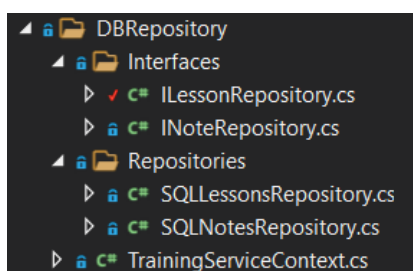 DBRepository
Interfaces
C# ILessonRepository.cs
C# INoteRepository.cs
Repositories
C# SQLLessonsRepository.cs
C# SQLNotesRepository.cs
C# TrainingServiceContext.cs